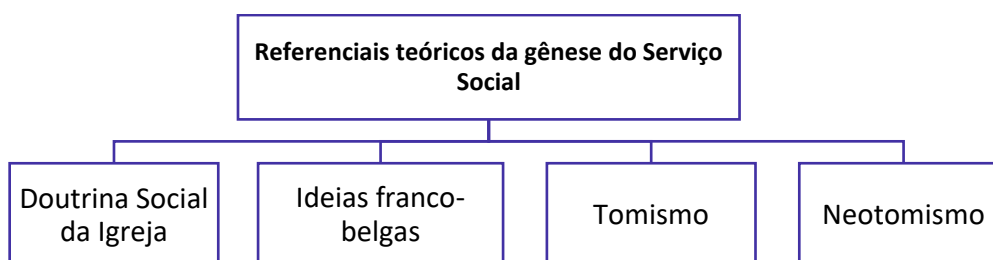 Referenciais teóricos da gênese do Serviço
Social
Doutrina Social
da Igreja
Ideias franco-
belgas
Tomismo
Neotomismo